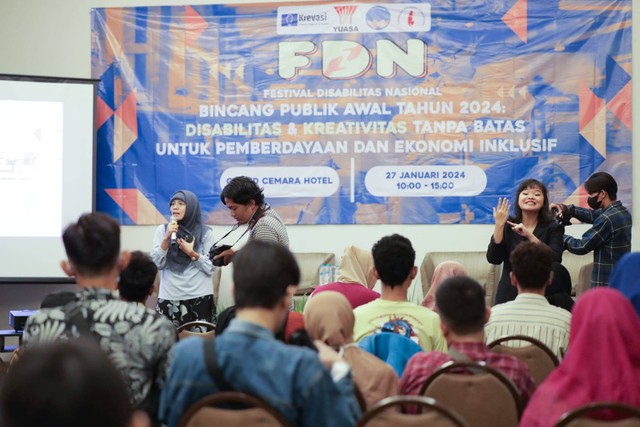 Krevasi
YUASA
FDN
FESTIVAL DISABILITAS NASIONAL
BINCANG PUBLIK AWAL TAHUN 2024:
DISABILITAS & KREATIVITAS TANPA BATAS
UNTUK PEMBERDAYAAN DAN EKONOMI INKLUSIF
CEMARA HOTEL
27 JANUARI 2024
10:00 - 15:00